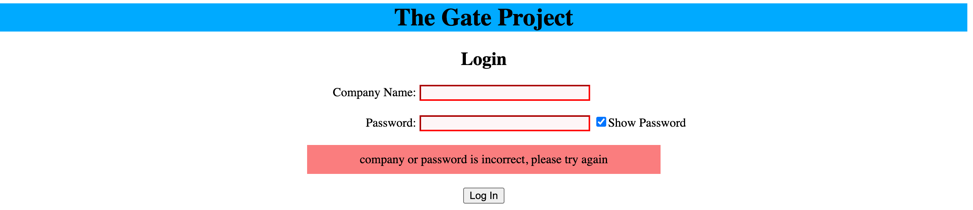 The Gate Project
Login
Company Name:
Password: Show Password
company or password is incorrect, please try again
Log In